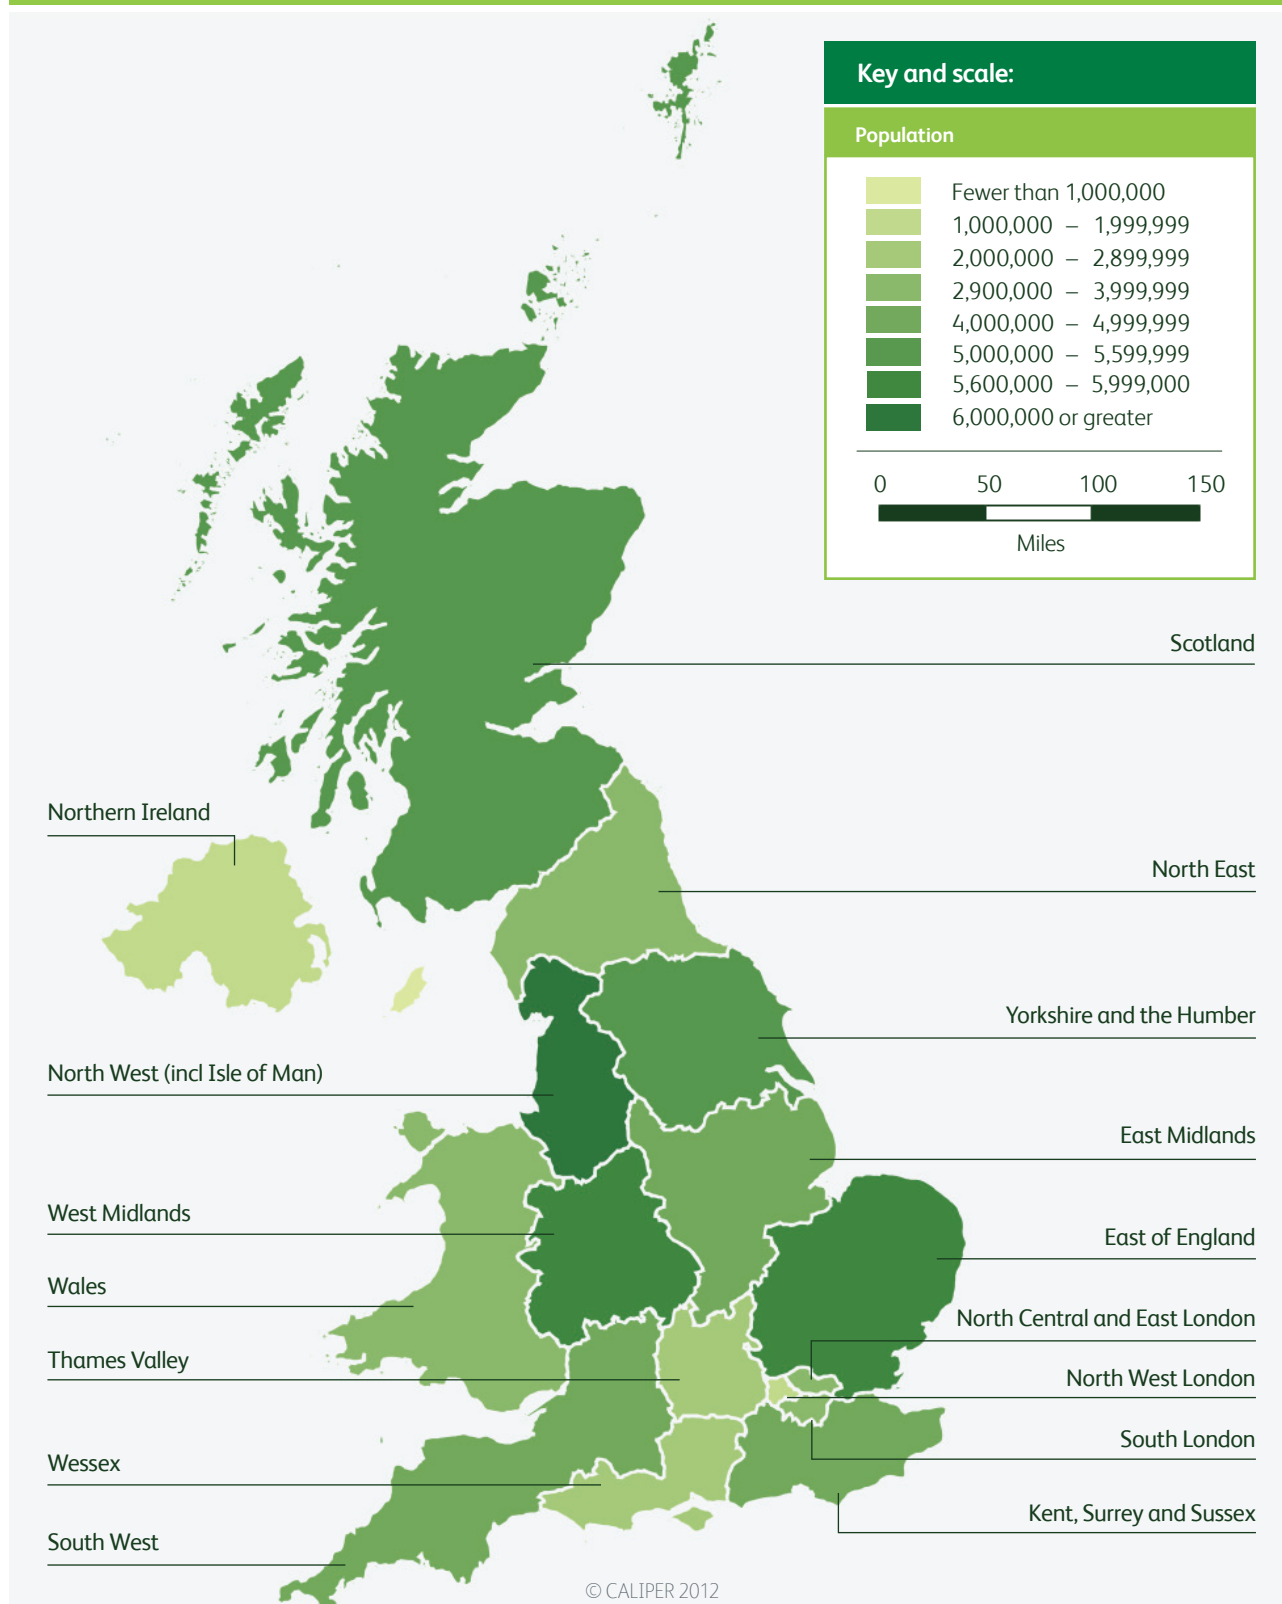 Key and scale:
Population
Fewer than 1,000,000
1,000,000 – 1,999,999
2,000,000 – 2,899,999
2,900,000 – 3,999,999
4,000,000 – 4,999,999
5,000,000 – 5,599,999
5,600,000 – 5,999,000
6,000,000 or greater
0 50 100 150
Miles
Scotland
Northern Ireland
North East
Yorkshire and the Humber
North West (incl Isle of Man)
East Midlands
West Midlands
East of England
Wales
North Central and East London
Thames Valley
North West London
South London
Wessex
Kent, Surrey and Sussex
South West
© CALIPER 2012